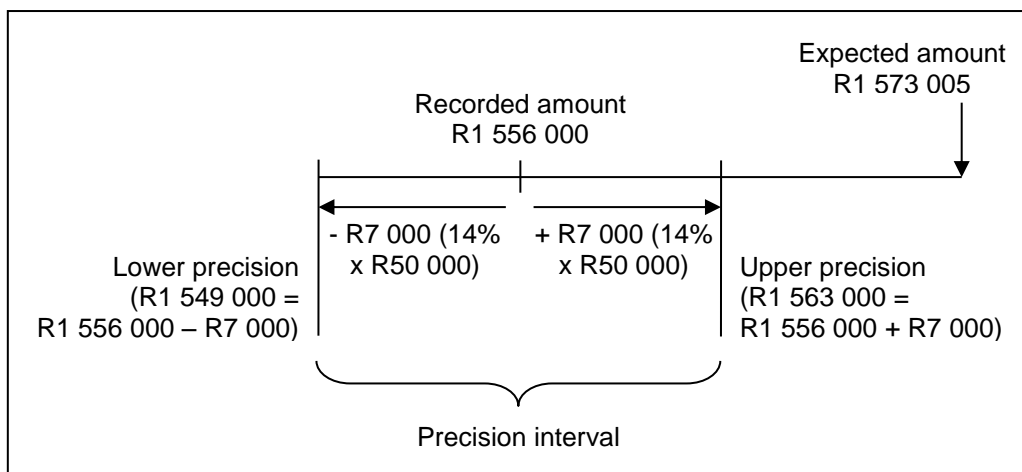 Expected amount
R1 573 005
Recorded amount
R1 556 000
- R7 000 (14%
x R50 000)
+ R7 000 (14%
x R50 000)
Lower precision
(R1 549 000 =
R1 556 000 – R7 000)
Upper precision
(R1 563 000 =
R1 556 000 + R7 000)
Precision interval